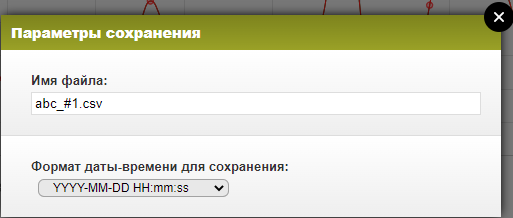 Параметры сохранения
Имя файла:
abc_#1.csv
Формат даты-времени для сохранения:
YYYY-MM-DD HH:mm:ss